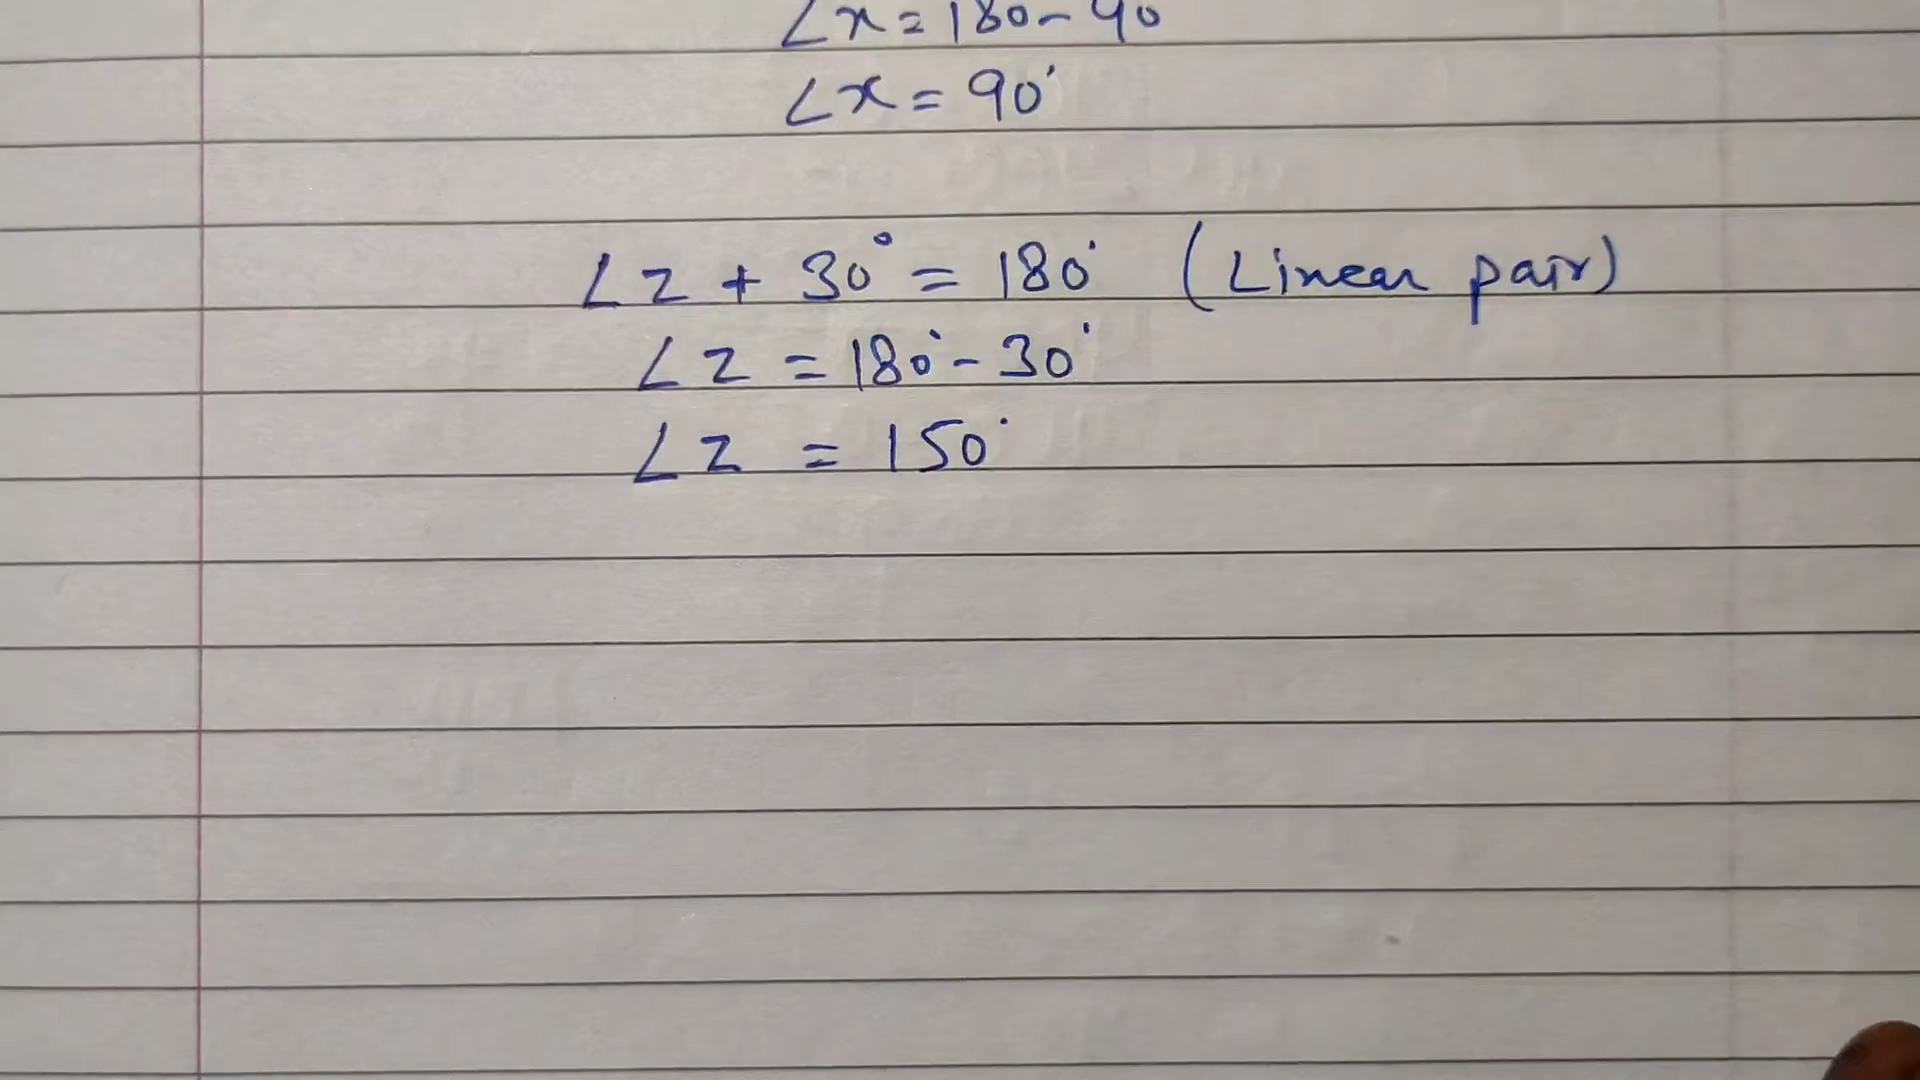 ∠x = 180 - 90
∠x = 90°
∠z + 30° = 180° (Linear pair)
∠z = 180° - 30°
∠z = 150°